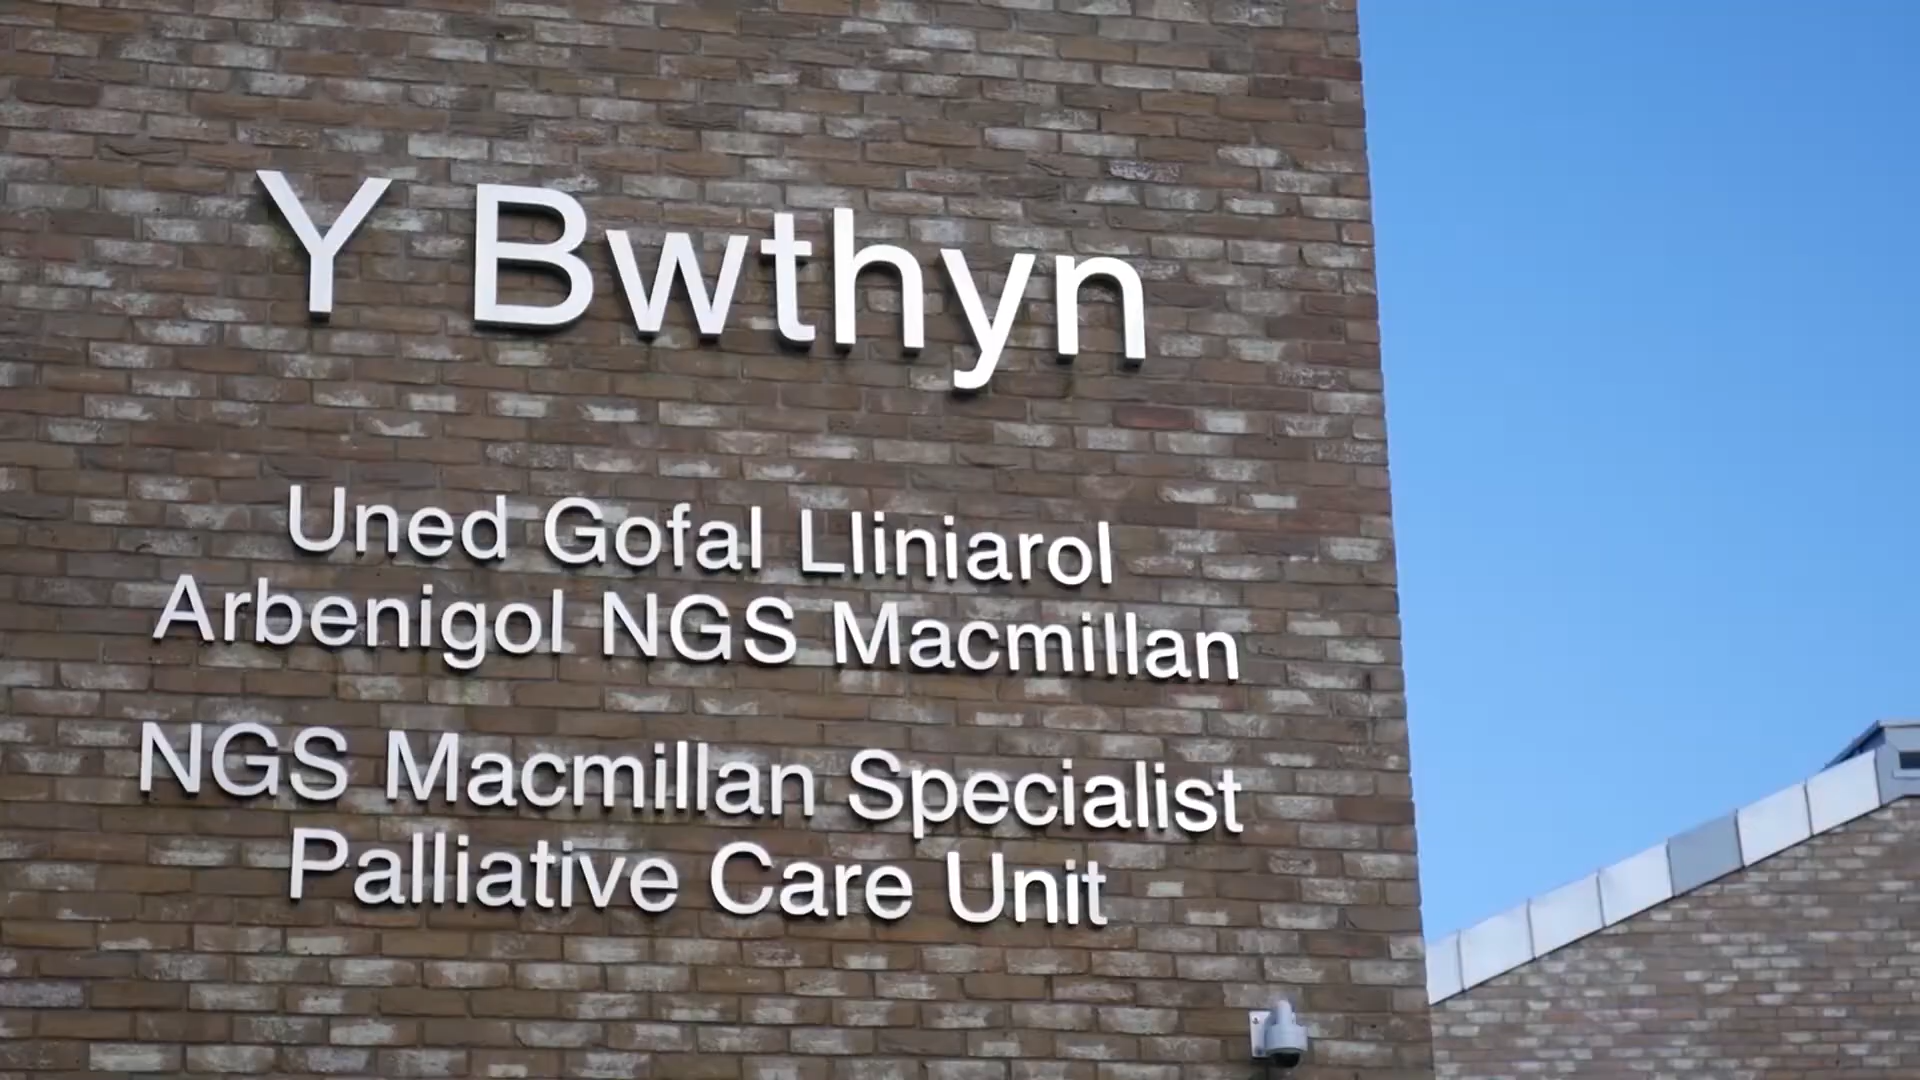 Y Bwthyn
Uned Gofal Lliniarol
Arbenigol NGS Macmillan
NGS Macmillan Specialist
Palliative Care Unit